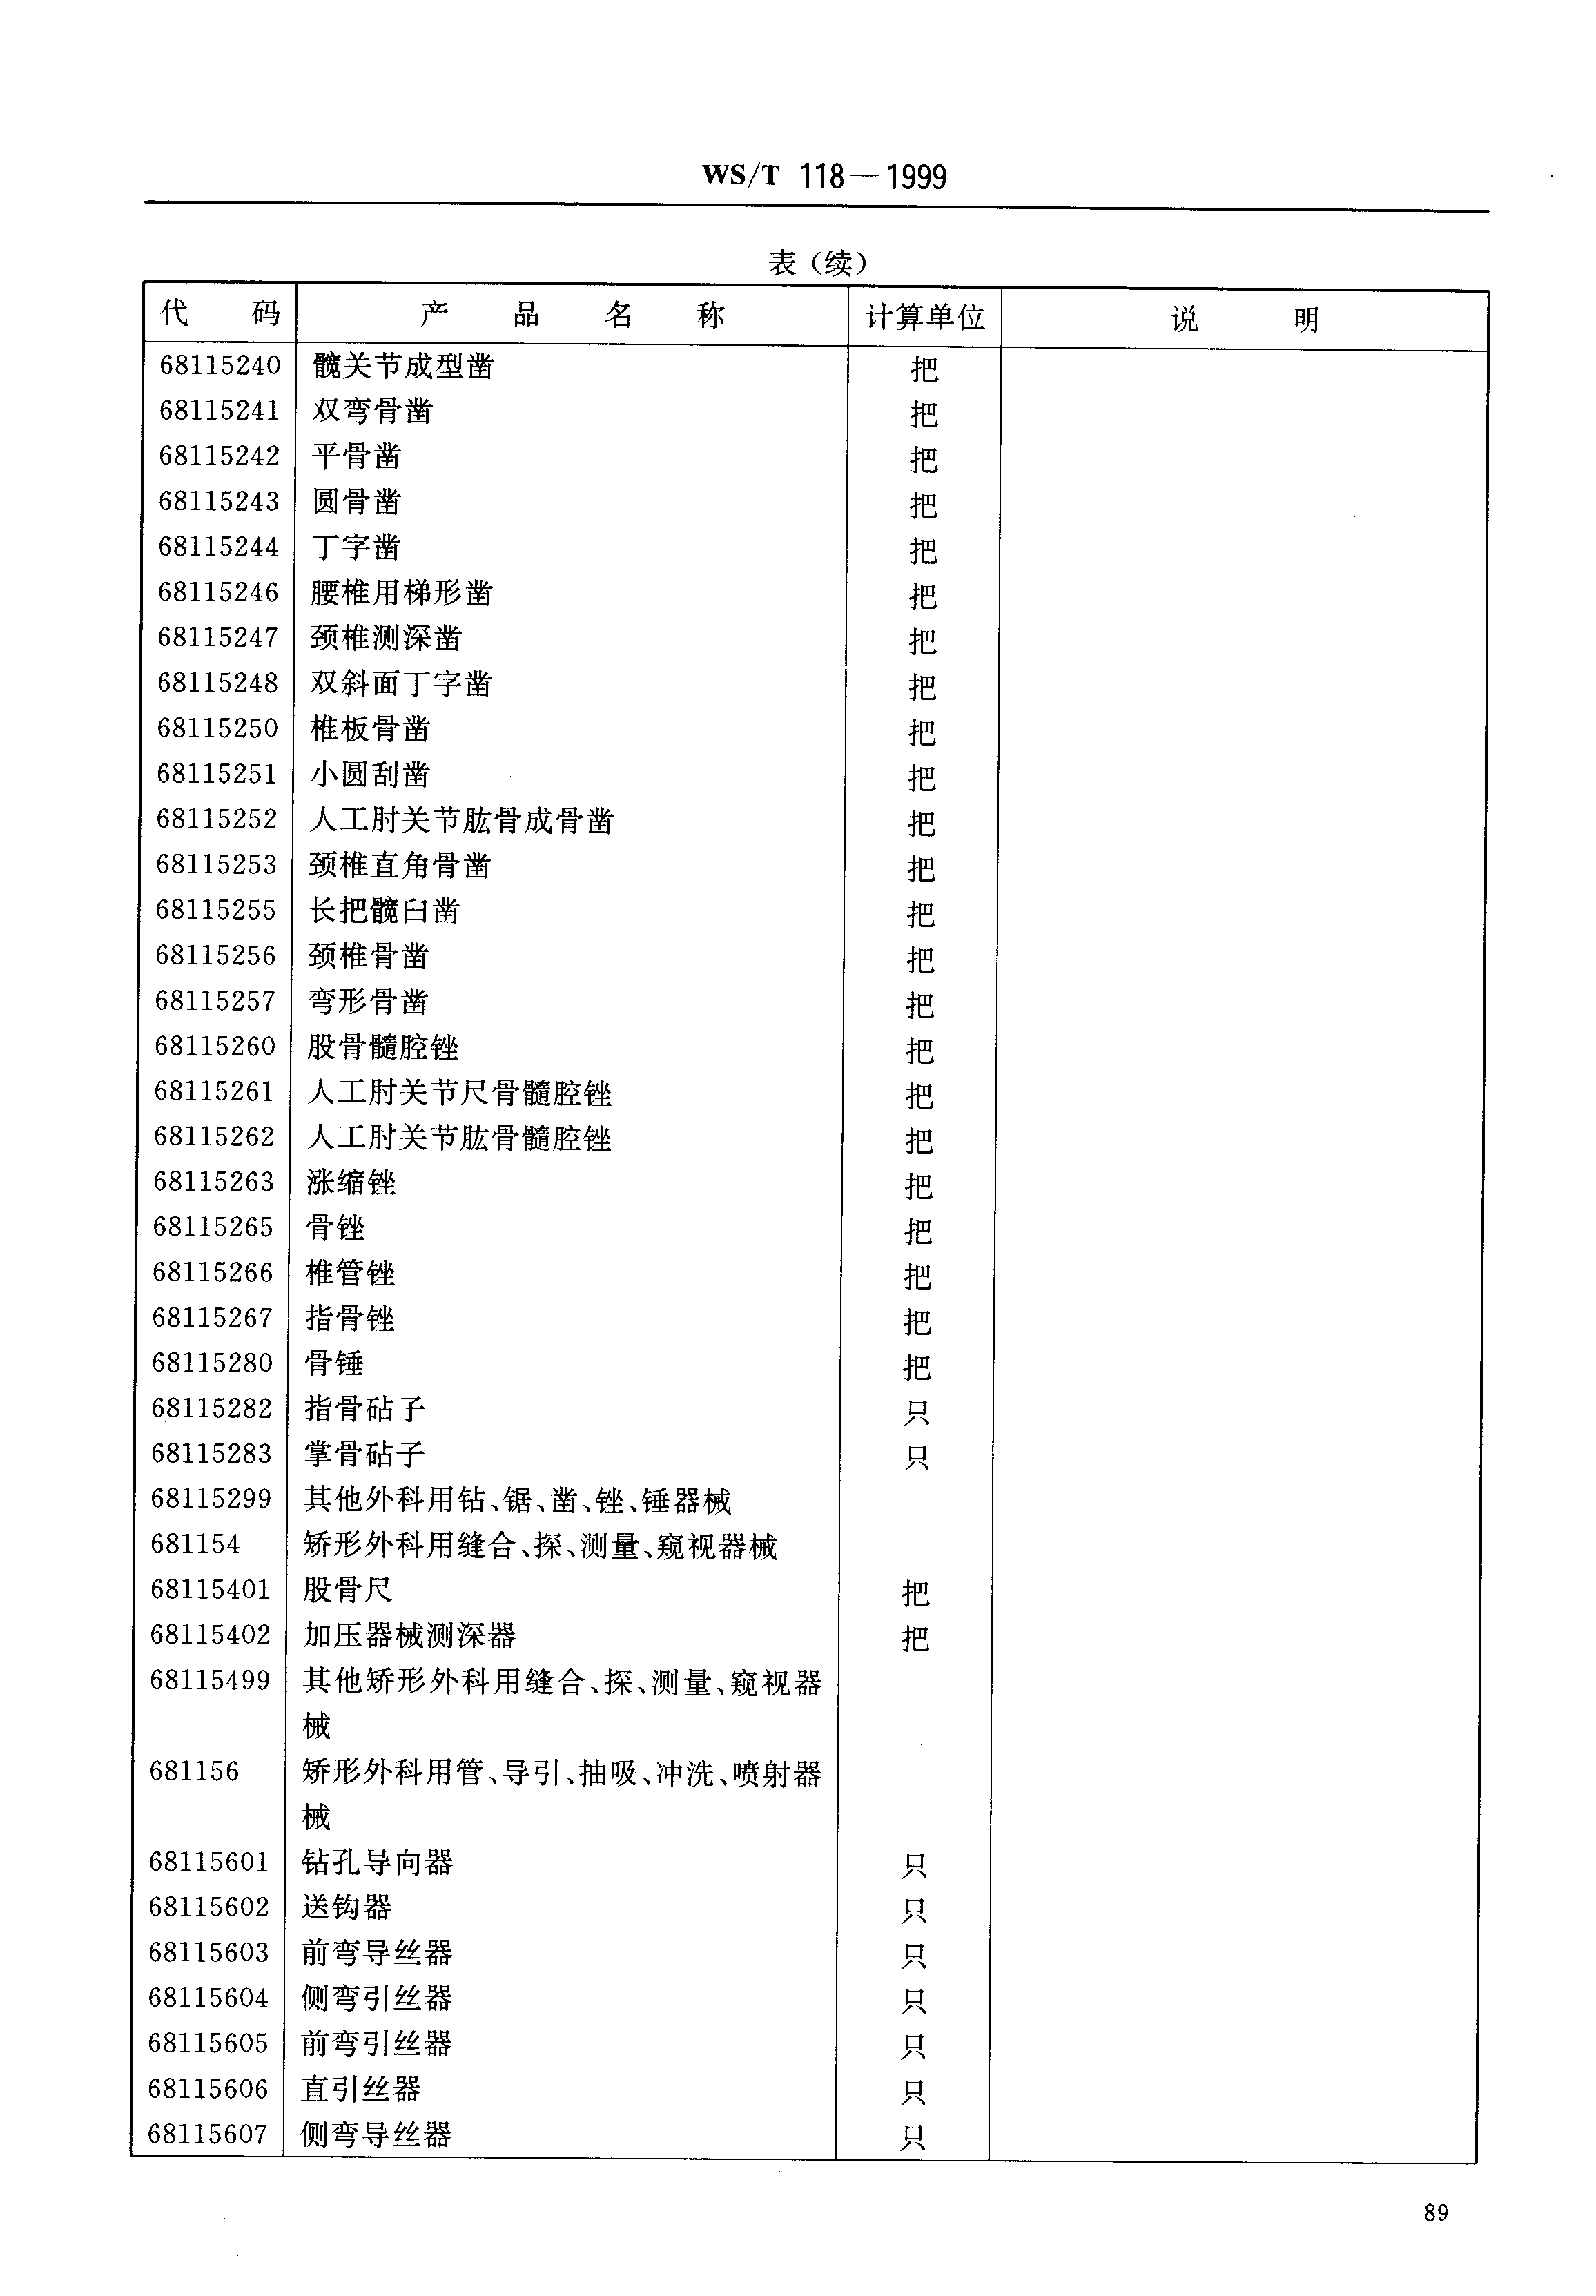 WS/T 118—1999
表（续）
代 码 产 品 名 称 计算单位 说 明
68115240 髋关节成型凿 把
68115241 双弯骨凿 把
68115242 平骨凿 把
68115243 圆骨凿 把
68115244 丁字凿 把
68115246 腰椎用梯形凿 把
68115247 颈椎测深凿 把
68115248 双斜面丁字凿 把
68115250 椎板骨凿 把
68115251 小圆刮凿 把
68115252 人工肘关节肱骨成骨凿 把
68115253 颈椎直角骨凿 把
68115255 长把髋臼凿 把
68115256 颈椎骨凿 把
68115257 弯形骨凿 把
68115260 股骨髓腔锉 把
68115261 人工肘关节尺骨髓腔锉 把
68115262 人工肘关节肱骨髓腔锉 把
68115263 涨缩锉 把
68115265 骨锉 把
68115266 椎管锉 把
68115267 指骨锉 把
68115280 骨锤 把
68115282 指骨砧子 只
68115283 掌骨砧子 只
68115299 其他外科用钻、锯、凿、锉、锤器械
681154 矫形外科用缝合、探、测量、窥视器械
68115401 股骨尺 把
68115402 加压器械测深器 把
68115499 其他矫形外科用缝合、探、测量、窥视器
械
681156 矫形外科用管、导引、抽吸、冲洗、喷射器
械
68115601 钻孔导向器 只
68115602 送钩器 只
68115603 前弯导丝器 只
68115604 侧弯引丝器 只
68115605 前弯引丝器 只
68115606 直引丝器 只
68115607 侧弯导丝器 只
89